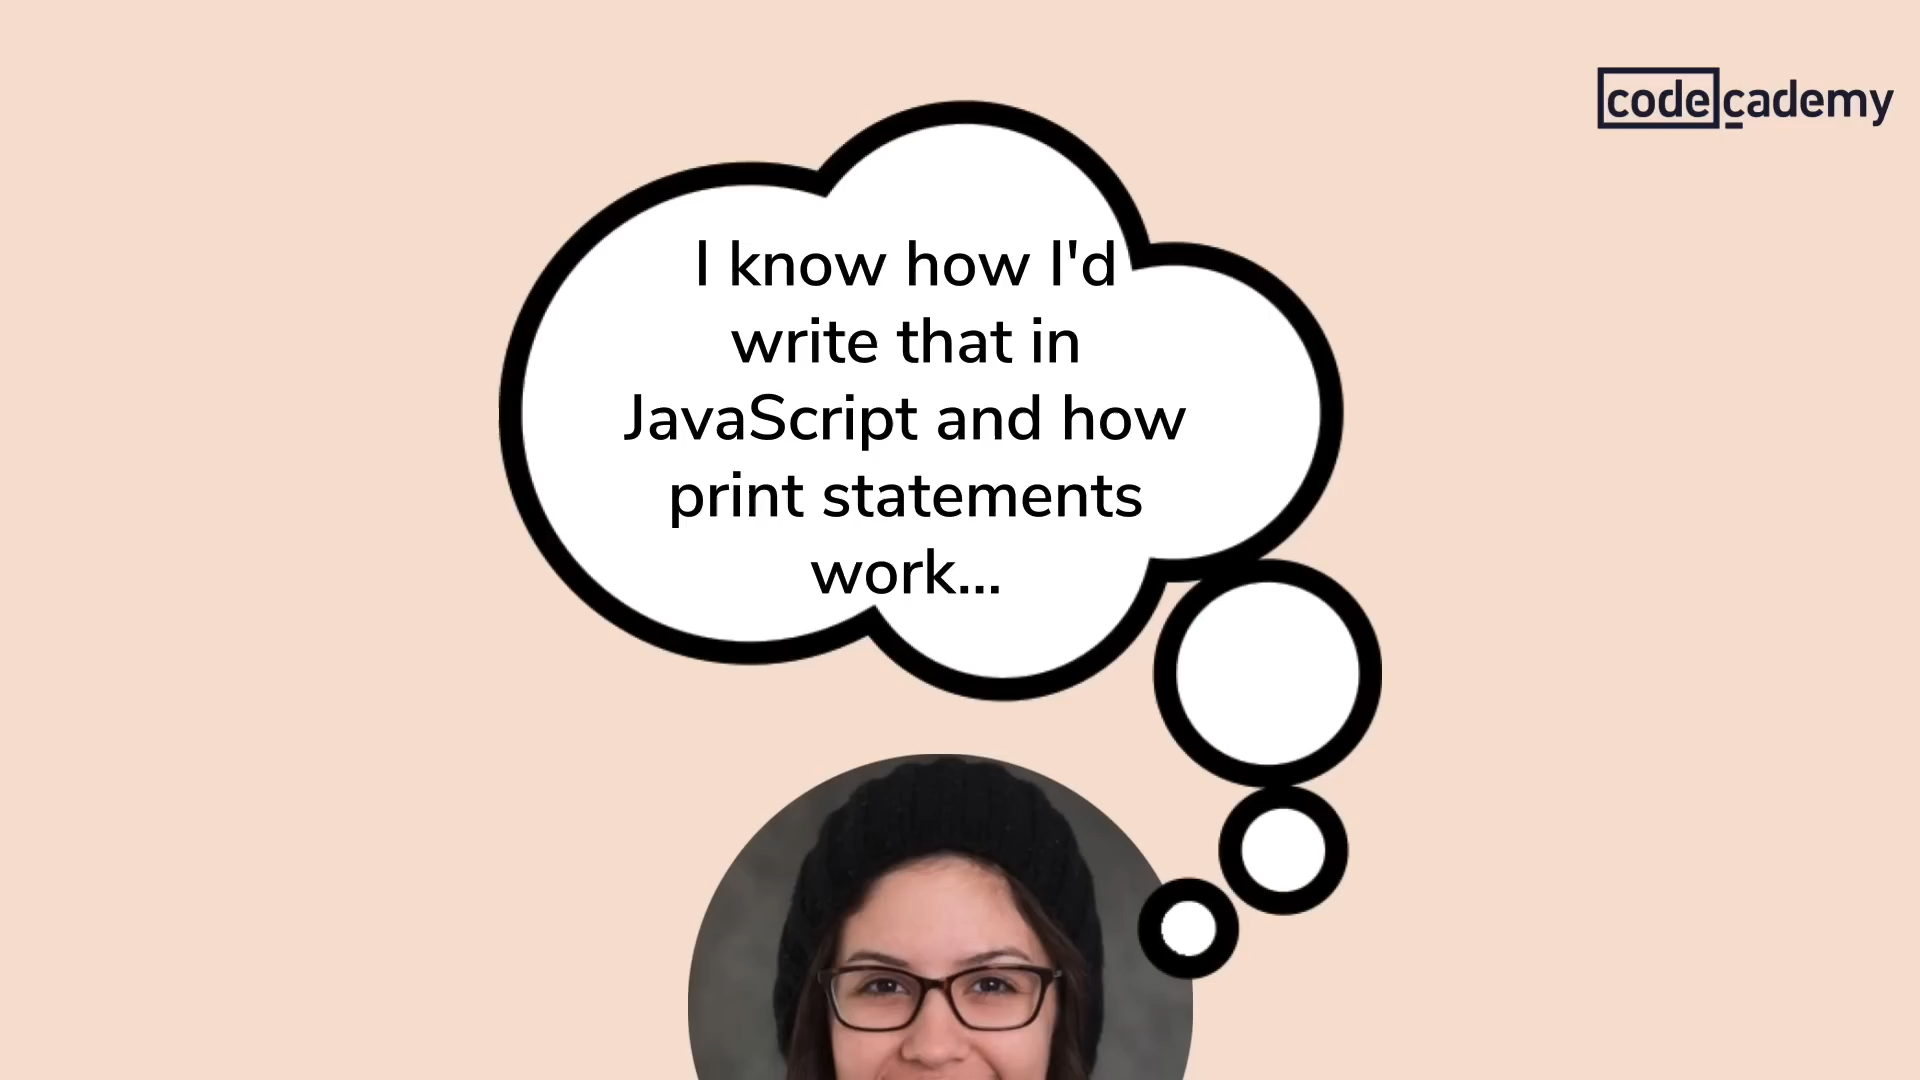 codecademy
I know how I'd
write that in
JavaScript and how
print statements
work...